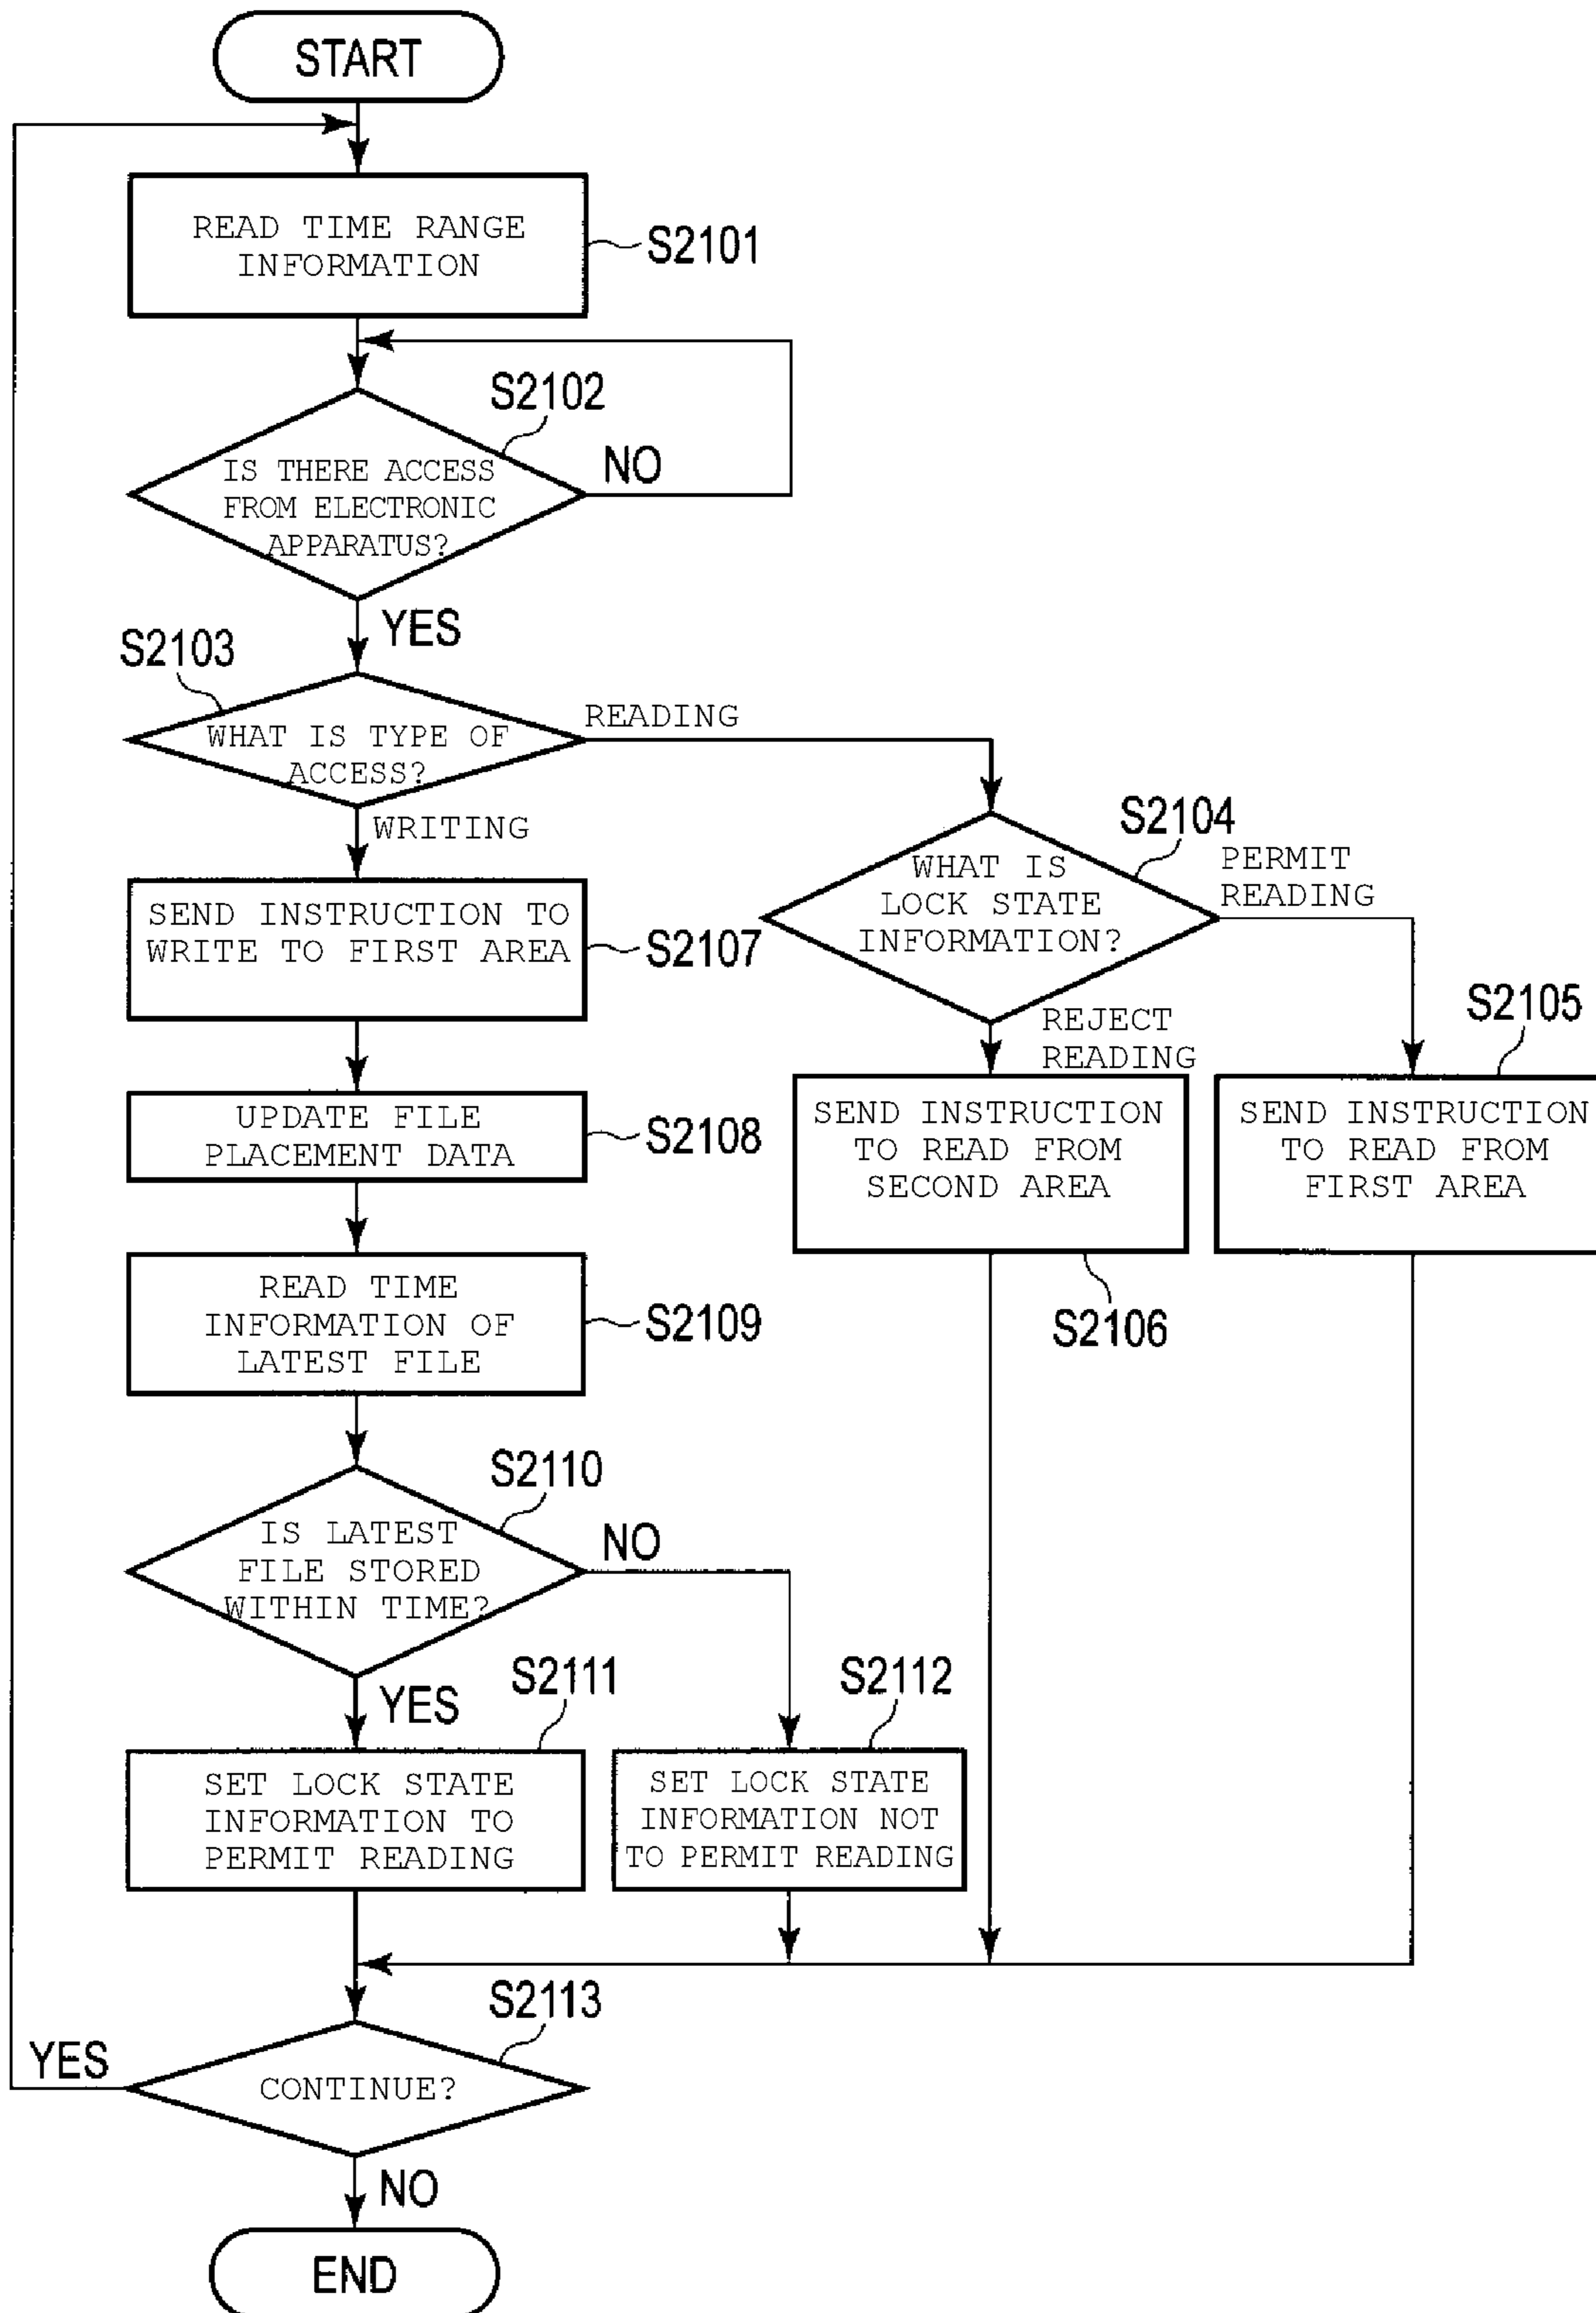 START
READ TIME RANGE
INFORMATION
S2101
S2102
IS THERE ACCESS
FROM ELECTRONIC
APPARATUS?
NO
YES
S2103
WHAT IS TYPE OF
ACCESS?
READING
WRITING
S2104
WHAT IS
LOCK STATE
INFORMATION?
PERMIT
READING
REJECT
READING
S2105
SEND INSTRUCTION
TO READ FROM
FIRST AREA
SEND INSTRUCTION
TO READ FROM
SECOND AREA
S2106
SEND INSTRUCTION TO
WRITE TO FIRST AREA
S2107
UPDATE FILE
PLACEMENT DATA
S2108
READ TIME
INFORMATION OF
LATEST FILE
S2109
S2110
IS LATEST
FILE STORED
WITHIN TIME?
NO
YES
S2111
SET LOCK STATE
INFORMATION TO
PERMIT READING
S2112
SET LOCK STATE
INFORMATION NOT
TO PERMIT READING
S2113
CONTINUE?
YES
NO
END